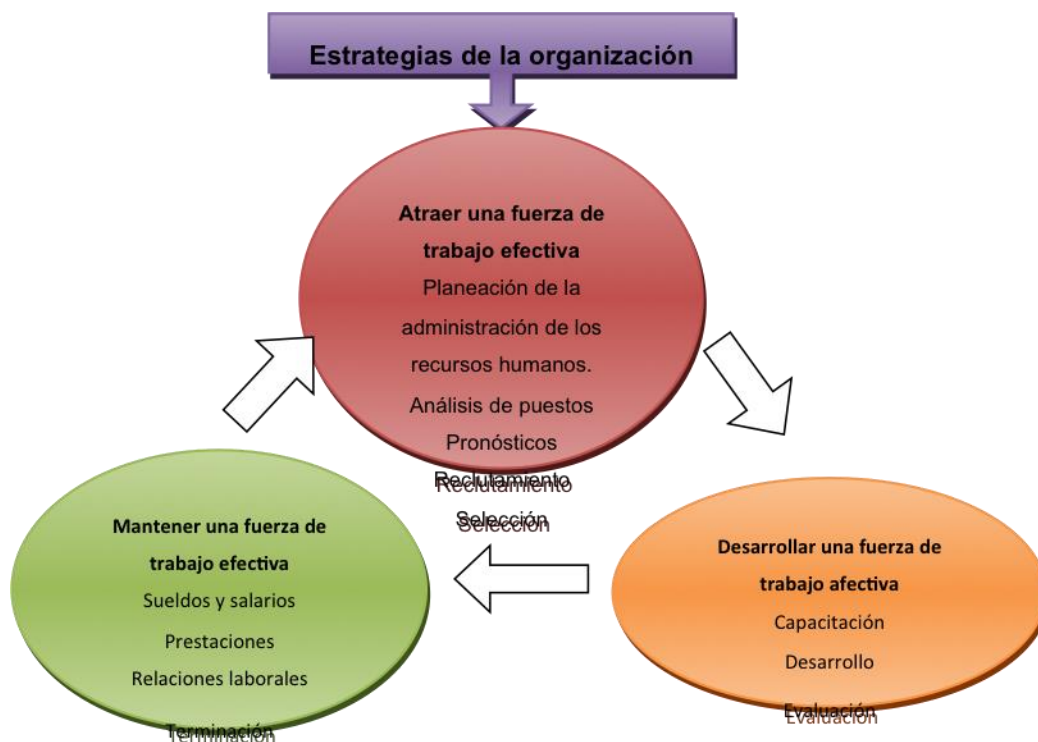 Estrategias de la organización
Atraer una fuerza de
trabajo efectiva
Planeación de la
administración de los
recursos humanos.
Análisis de puestos
Pronósticos
Reclutamiento
Selección
Mantener una fuerza de
trabajo efectiva
Sueldos y salarios
Prestaciones
Relaciones laborales
Terminación
Desarrollar una fuerza de
trabajo afectiva
Capacitación
Desarrollo
Evaluación